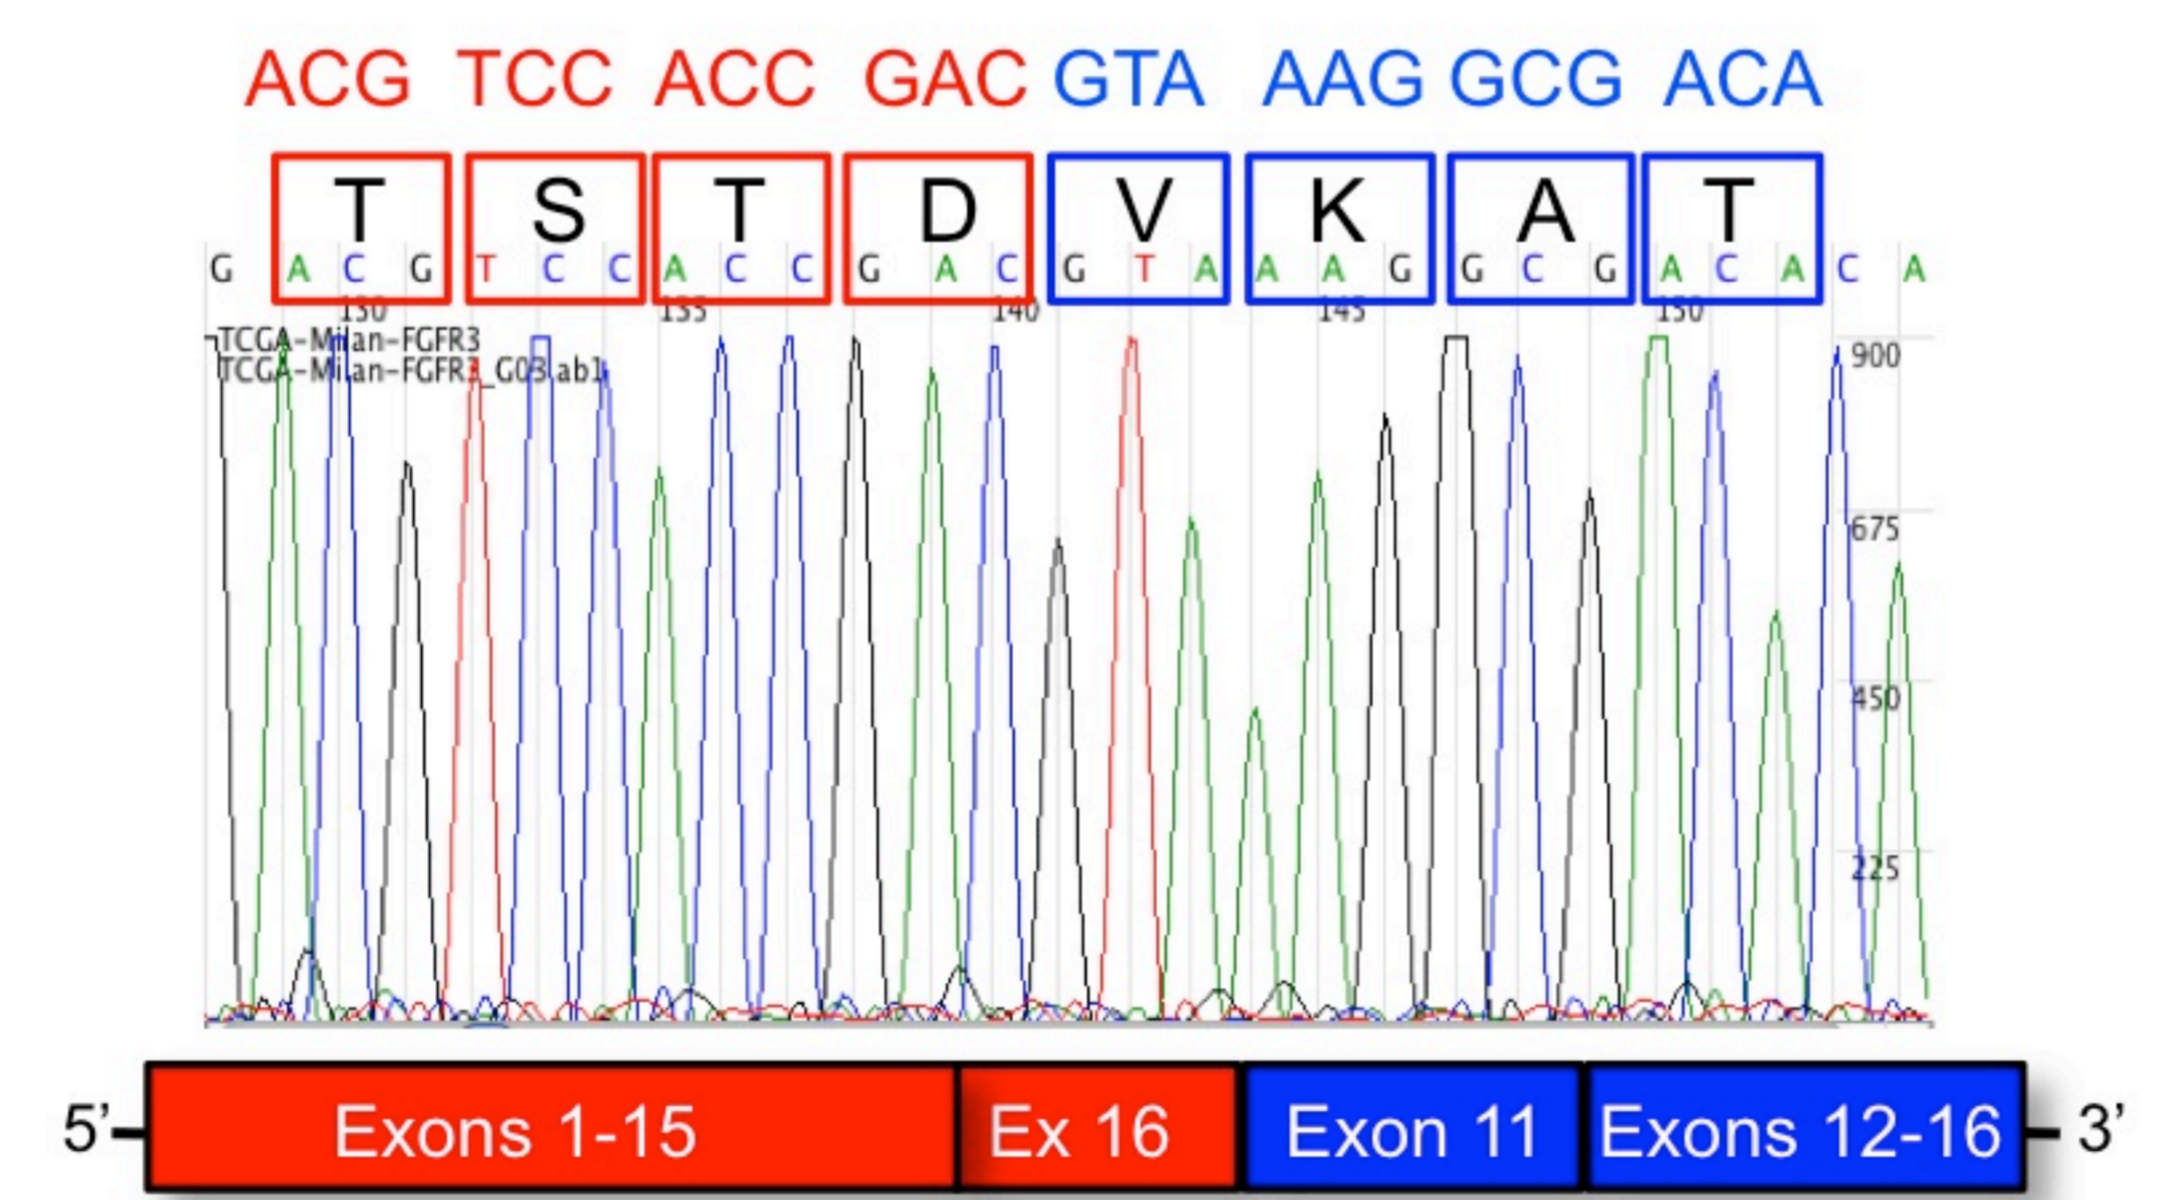 ACG TCC ACC GAC GTA AAG GCG ACA
T S T D V K A T
G A C G T C C A C C G A C G T A A A G G C G A C A C A
130 135 140 145 150
TCGA-Milan-FGFR3
TCGA-Milan-FGFR3_G03.ab1
900
675
450
225
5’ Exons 1-15 Ex 16 Exon 11 Exons 12-16 3’